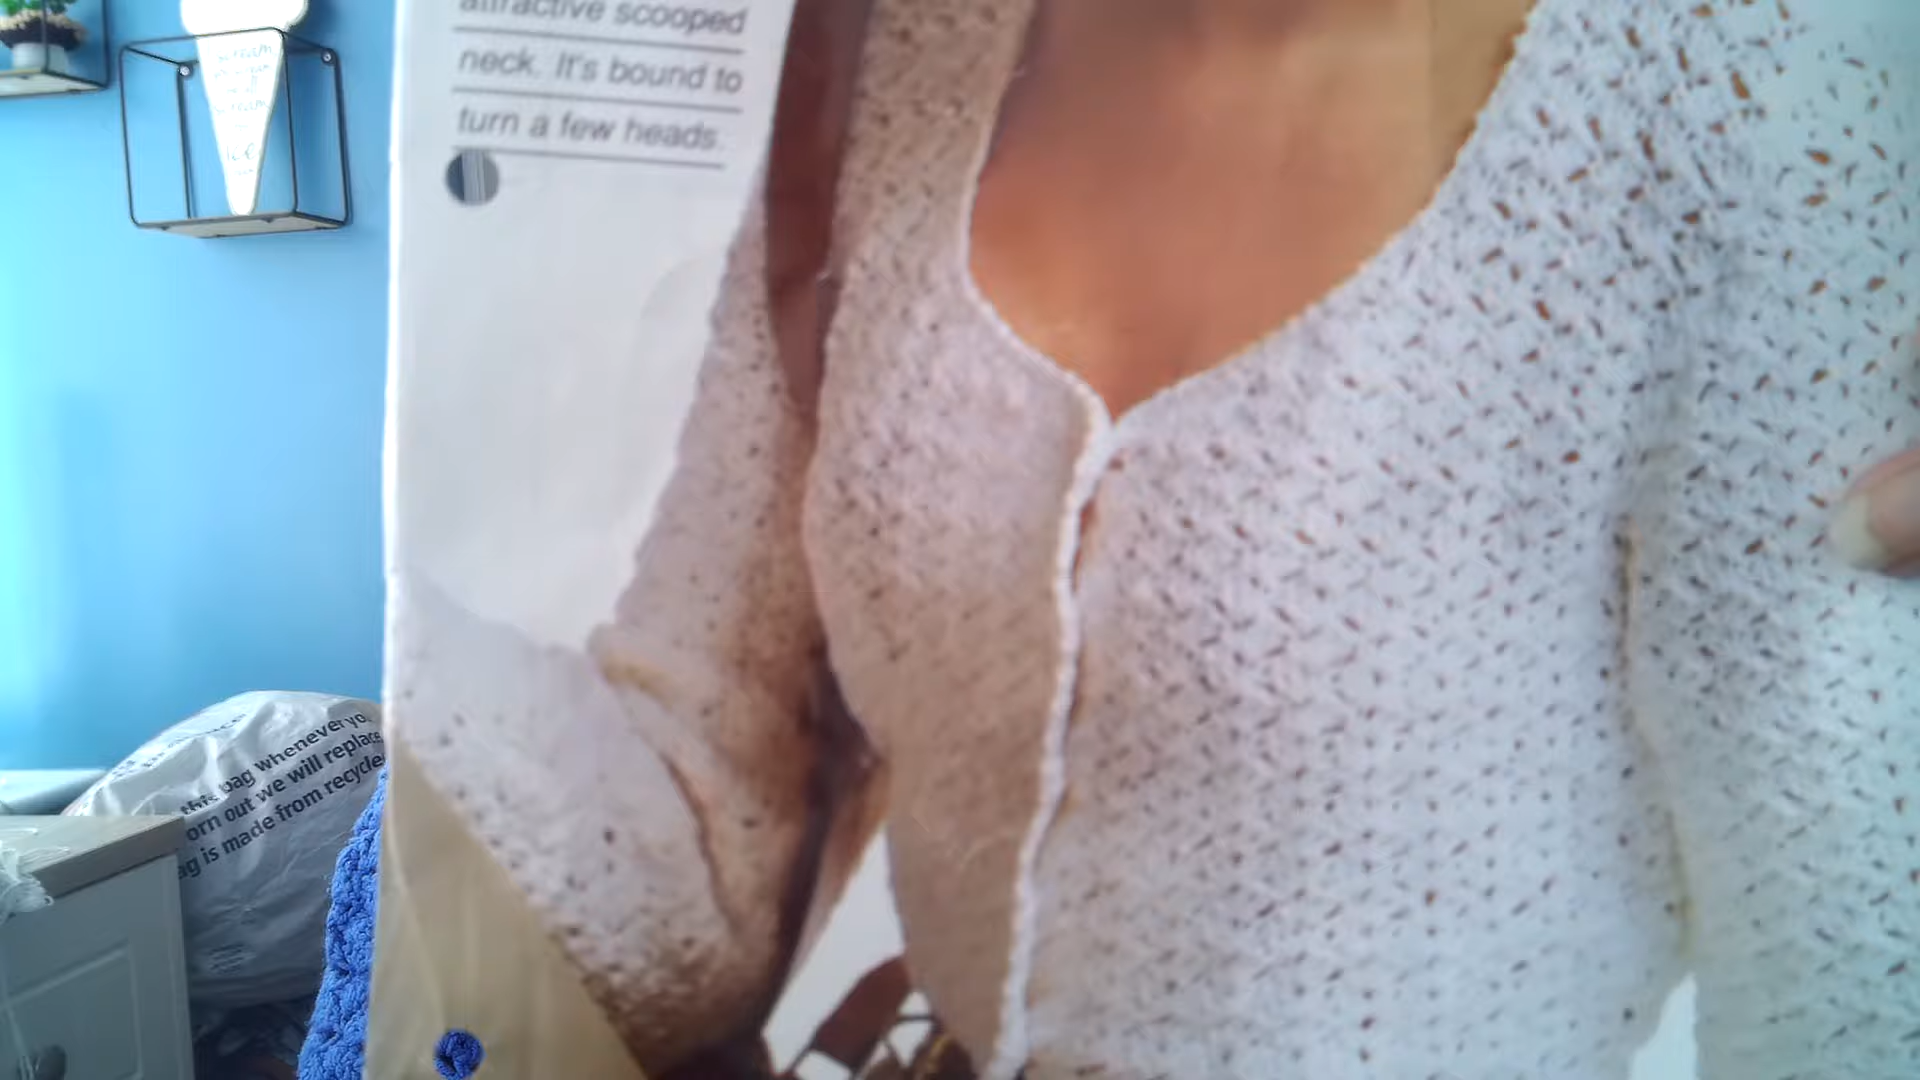 attractive scooped
neck. It's bound to
turn a few heads.
this bag whenever yo
orn out we will replace
ag is made from recycle